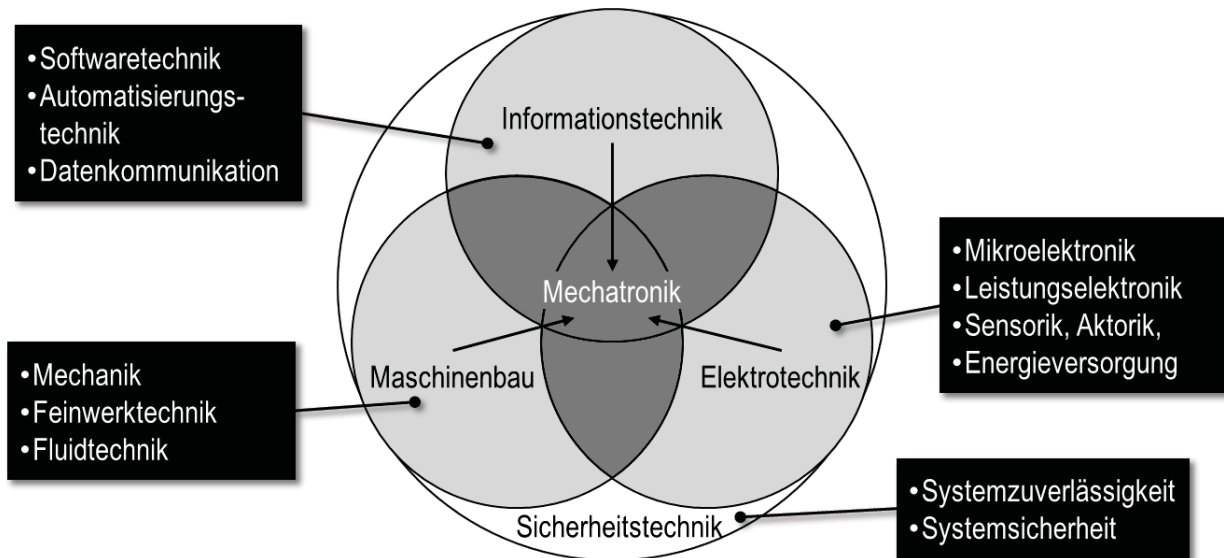 •Softwaretechnik
•Automatisierungs-
technik
•Datenkommunikation
Informationstechnik
•Mikroelektronik
•Leistungselektronik
•Sensorik, Aktorik,
•Energieversorgung
Mechatronik
Maschinenbau
Elektrotechnik
•Mechanik
•Feinwerktechnik
•Fluidtechnik
•Systemzuverlässigkeit
•Systemsicherheit
Sicherheitstechnik